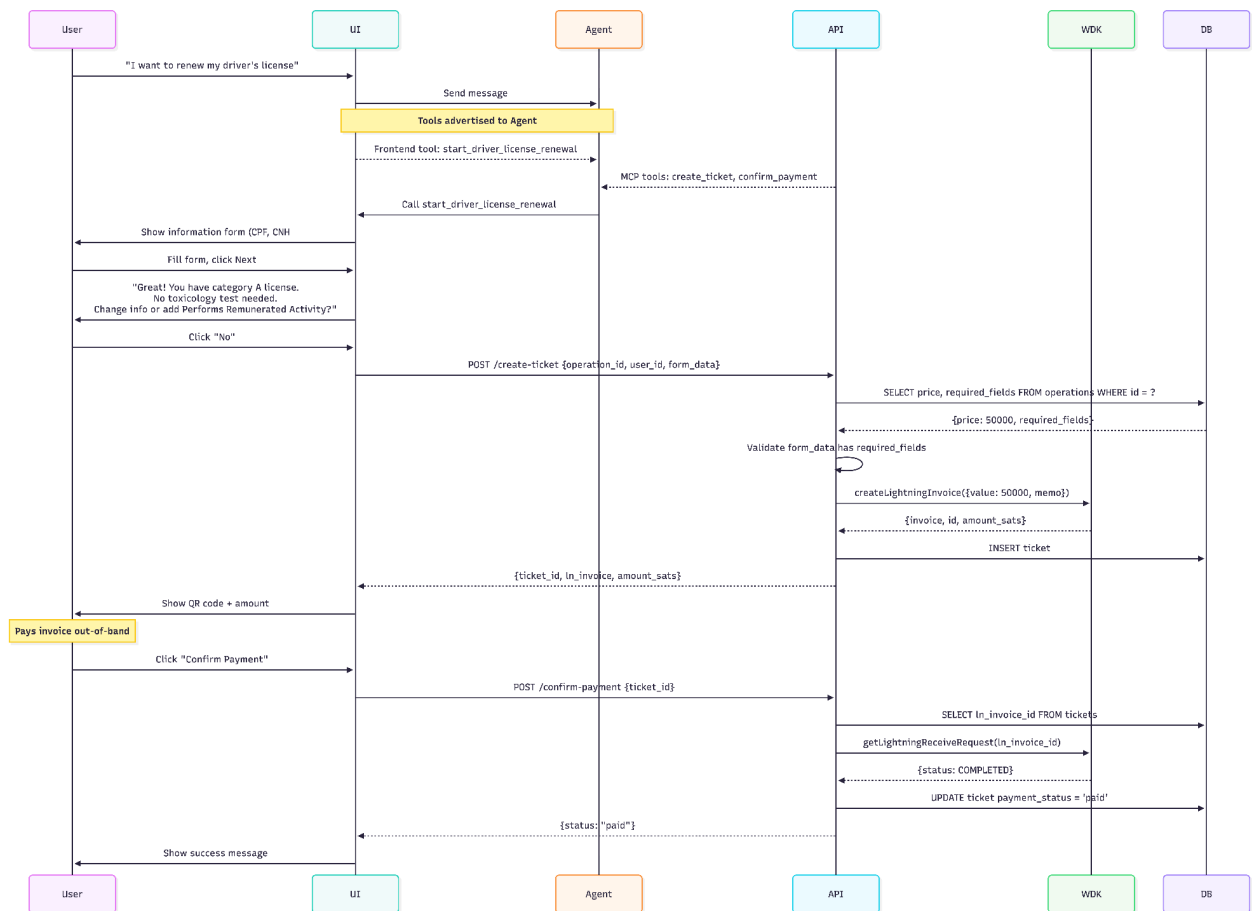 User
UI
Agent
API
WDK
DB
"I want to renew my driver's license"
Send message
Tools advertised to Agent
Frontend tool: start_driver_license_renewal
MCP tools: create_ticket, confirm_payment
Call start_driver_license_renewal
Show information form (CPF, CNH
Fill form, click Next
"Great! You have category A license.
No toxicology test needed.
Change info or add Performs Remunerated Activity?"
Click "No"
POST /create-ticket {operation_id, user_id, form_data}
SELECT price, required_fields FROM operations WHERE id = ?
{price: 50000, required_fields}
Validate form_data has required_fields
createLightningInvoice({value: 50000, memo})
{invoice, id, amount_sats}
INSERT ticket
{ticket_id, ln_invoice, amount_sats}
Show QR code + amount
Pays invoice out-of-band
Click "Confirm Payment"
POST /confirm-payment {ticket_id}
SELECT ln_invoice_id FROM tickets
getLightningReceiveRequest(ln_invoice_id)
{status: COMPLETED}
UPDATE ticket payment_status = 'paid'
{status: "paid"}
Show success message
User
UI
Agent
API
WDK
DB